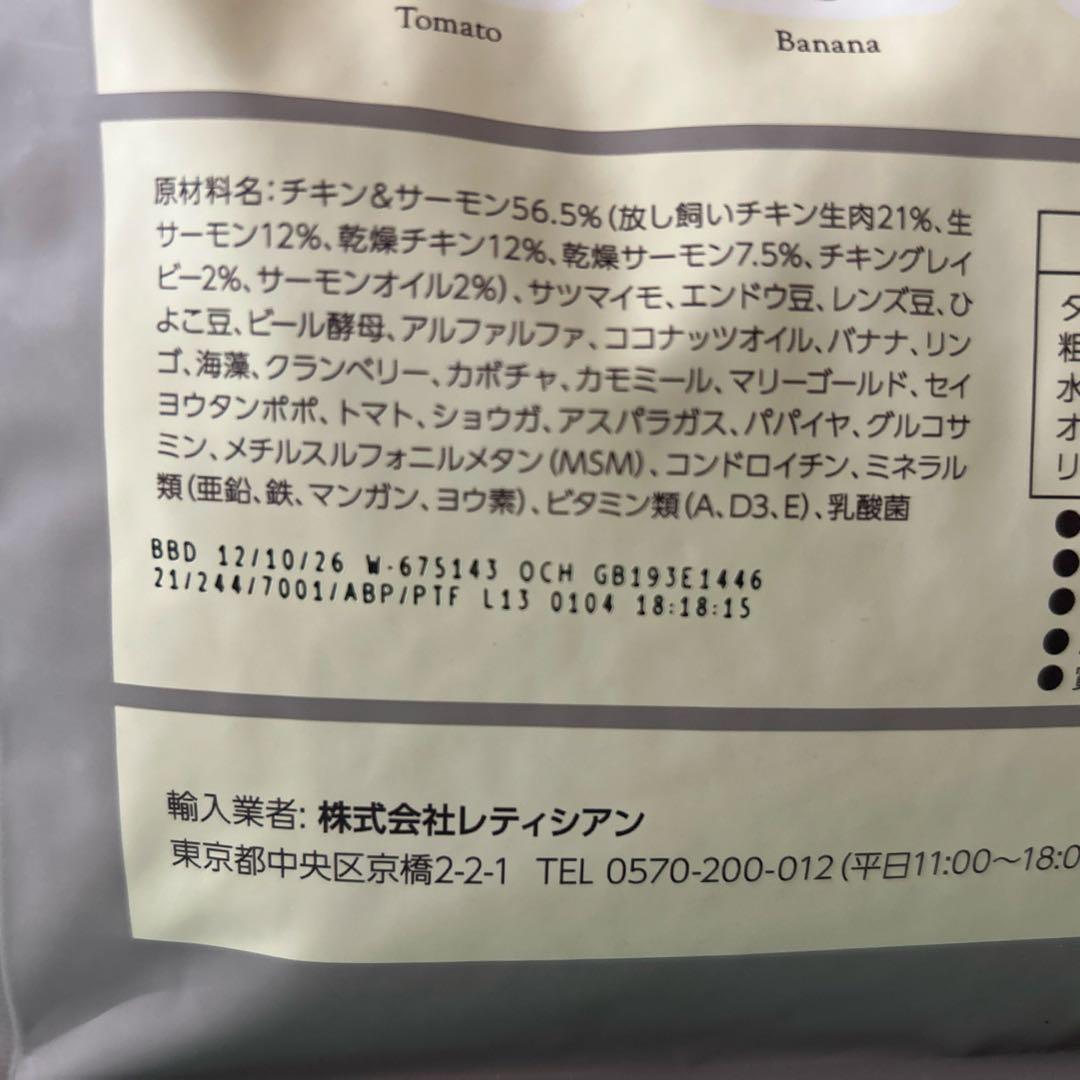 Tomato
Banana
原材料名：チキン＆サーモン56.5%（放し飼いチキン生肉21%、生
サーモン12%、乾燥チキン12%、乾燥サーモン7.5%、チキングレイ
ビー2%、サーモンオイル2%）、サツマイモ、エンドウ豆、レンズ豆、ひ
よこ豆、ビール酵母、アルファルファ、ココナッツオイル、バナナ、リン
ゴ、海藻、クランベリー、カボチャ、カモミール、マリーゴールド、セイ
ヨウタンポポ、トマト、ショウガ、アスパラガス、パパイヤ、グルコサ
ミン、メチルスルフォニルメタン（MSM）、コンドロイチン、ミネラル
類（亜鉛、鉄、マンガン、ヨウ素）、ビタミン類（A、D3、E）、乳酸菌
BBD 12/10/26 W-675143 OCH GB193E1446
21/244/7001/ABP/PTF L13 0104 18:18:15
輸入業者: 株式会社レティシアン
東京都中央区京橋2-2-1 TEL 0570-200-012（平日11:00〜18:0
タ
粗
水
オ
リ